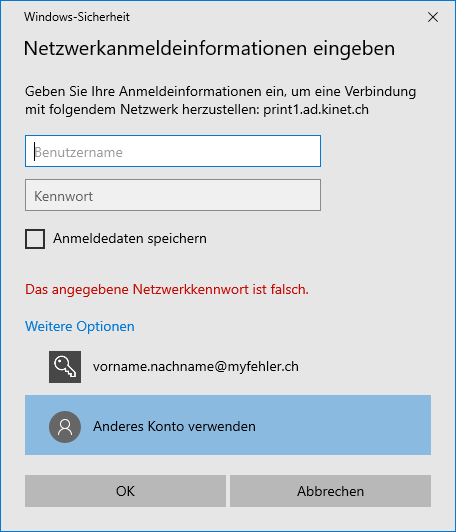 Windows-Sicherheit
Netzwerkanmeldeinformationen eingeben
Geben Sie Ihre Anmeldeinformationen ein, um eine Verbindung
mit folgendem Netzwerk herzustellen: print1.ad.kinet.ch
Benutzername
Kennwort
Anmeldedaten speichern
Das angegebene Netzwerkkennwort ist falsch.
Weitere Optionen
vorname.nachname@myfehler.ch
Anderes Konto verwenden
OK
Abbrechen